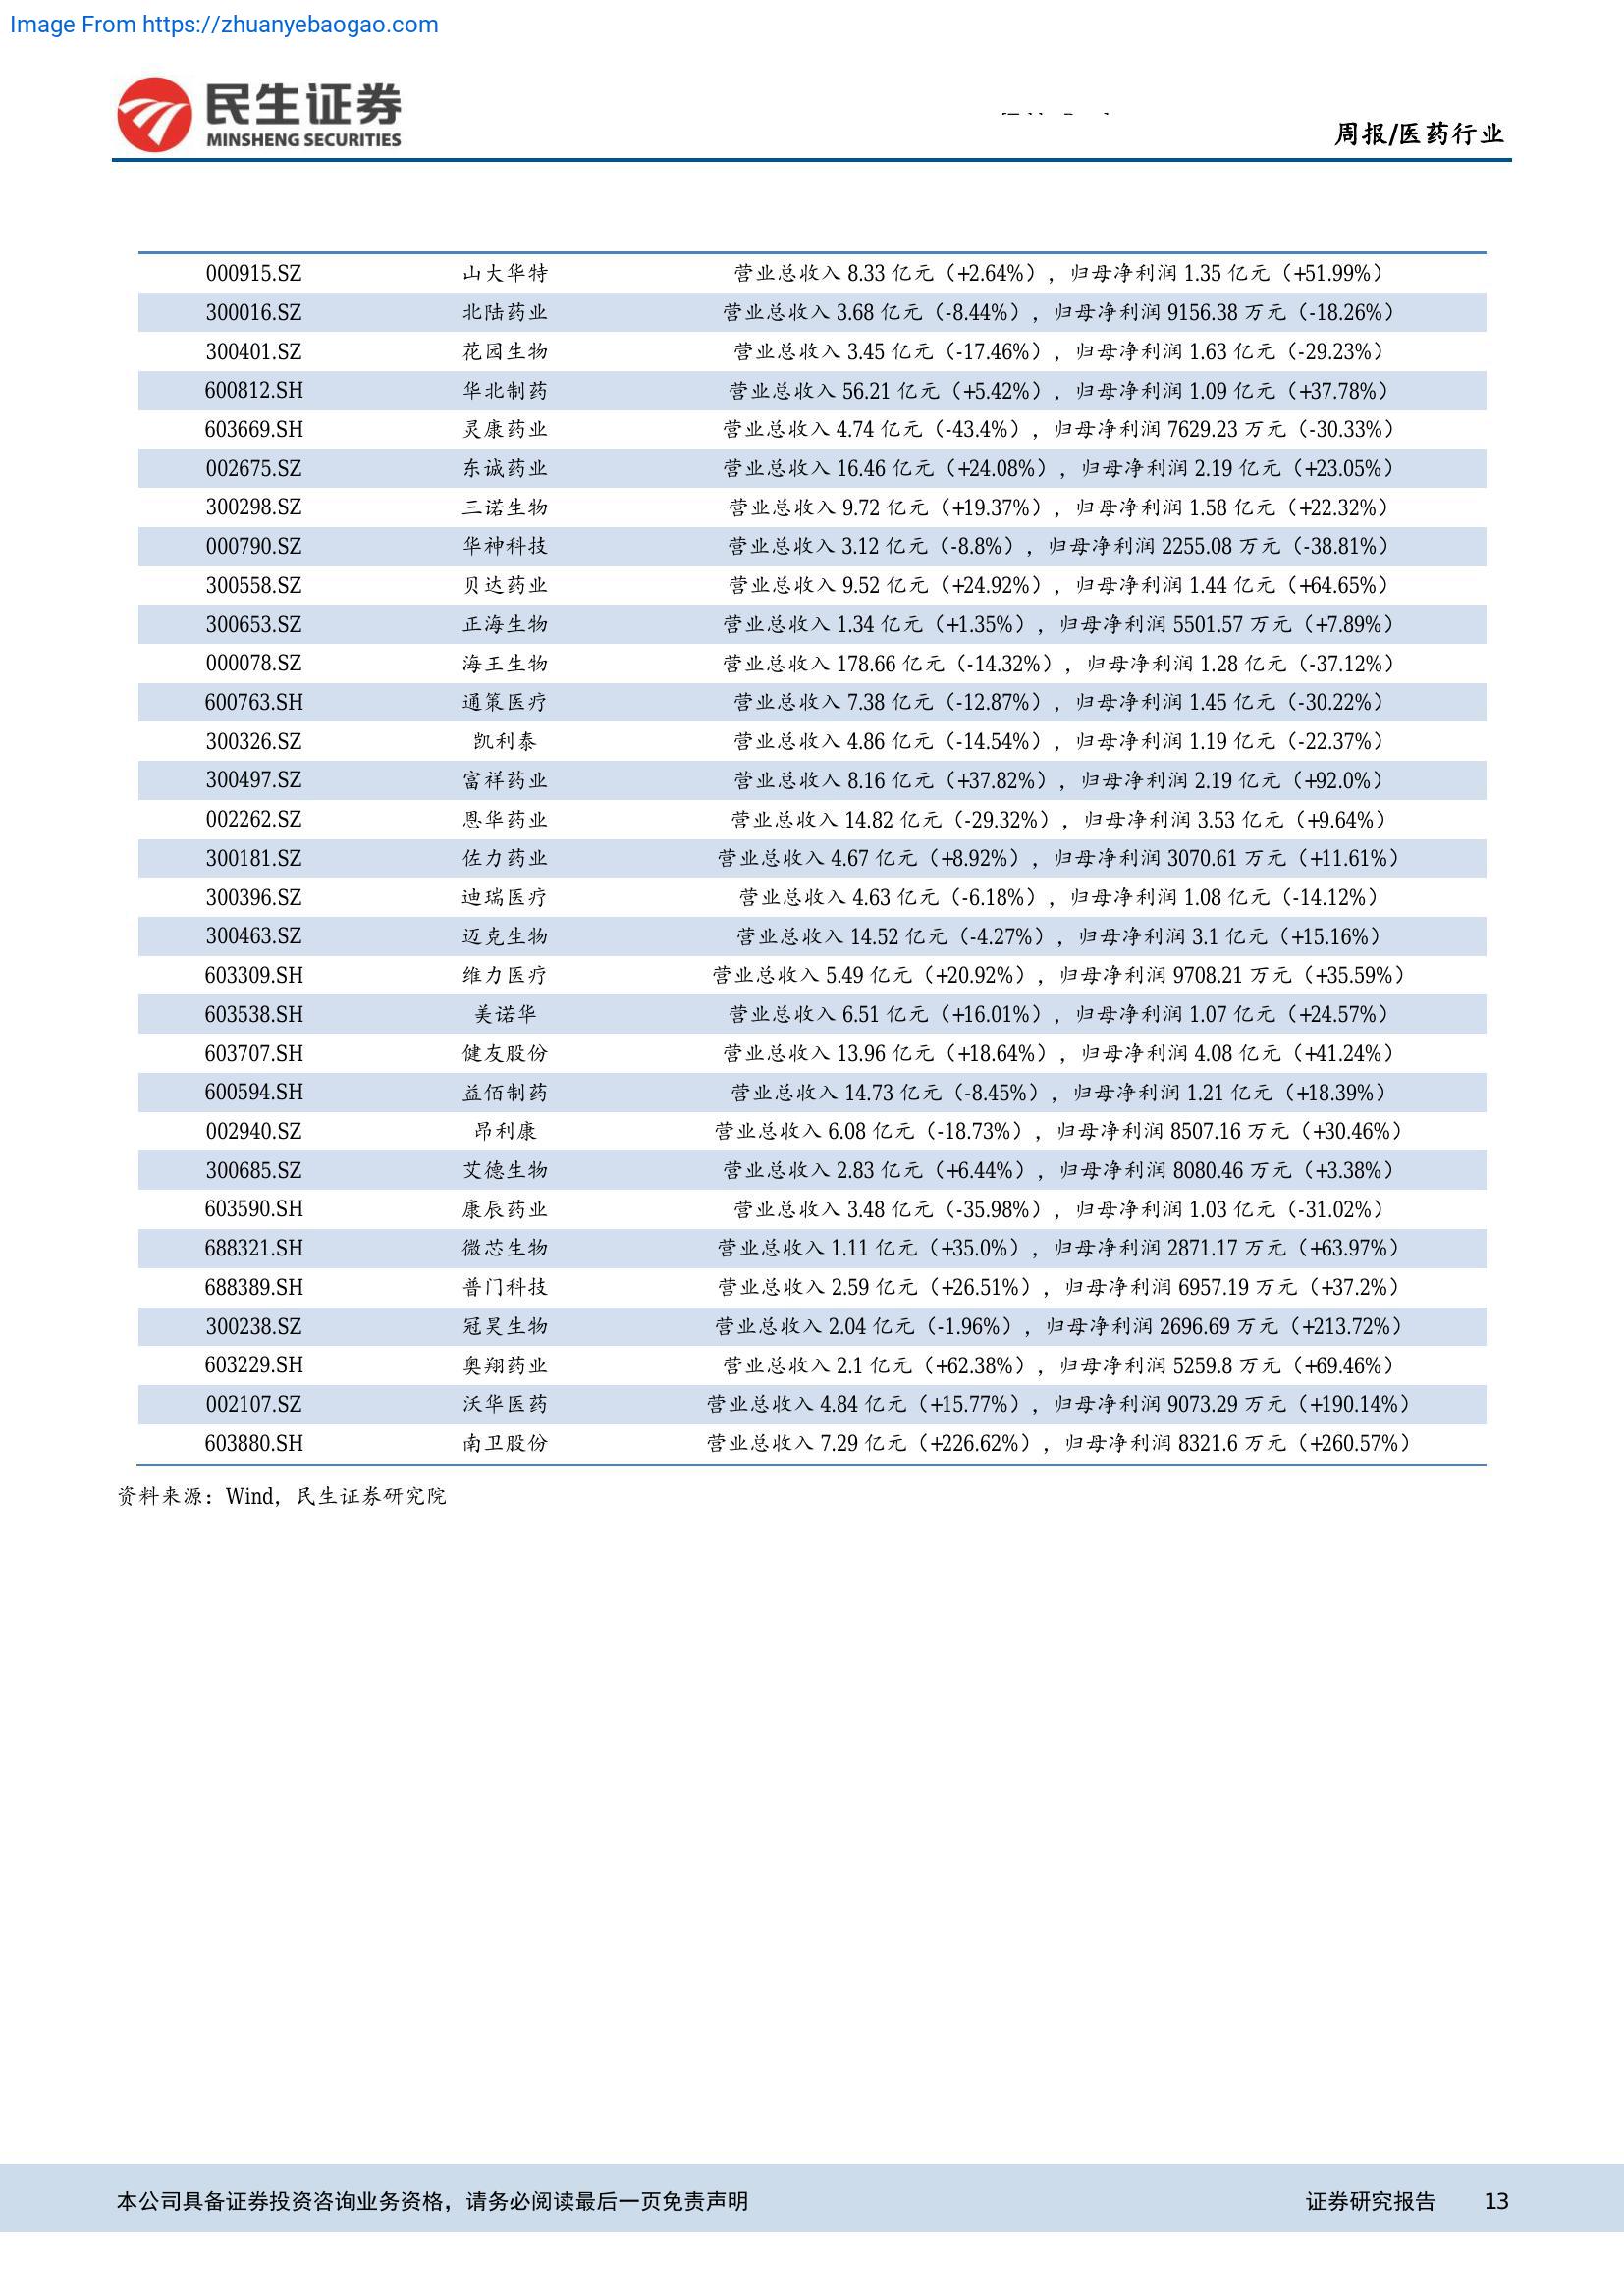 Image From https://zhuanyebaogao.com
民生证券
MINSHENG SECURITIES
周报/医药行业
000915.SZ 山大华特 营业总收入 8.33 亿元（+2.64%），归母净利润 1.35 亿元（+51.99%）
300016.SZ 北陆药业 营业总收入 3.68 亿元（-8.44%），归母净利润 9156.38 万元（-18.26%）
300401.SZ 花园生物 营业总收入 3.45 亿元（-17.46%），归母净利润 1.63 亿元（-29.23%）
600812.SH 华北制药 营业总收入 56.21 亿元（+5.42%），归母净利润 1.09 亿元（+37.78%）
603669.SH 灵康药业 营业总收入 4.74 亿元（-43.4%），归母净利润 7629.23 万元（-30.33%）
002675.SZ 东诚药业 营业总收入 16.46 亿元（+24.08%），归母净利润 2.19 亿元（+23.05%）
300298.SZ 三诺生物 营业总收入 9.72 亿元（+19.37%），归母净利润 1.58 亿元（+22.32%）
000790.SZ 华神科技 营业总收入 3.12 亿元（-8.8%），归母净利润 2255.08 万元（-38.81%）
300558.SZ 贝达药业 营业总收入 9.52 亿元（+24.92%），归母净利润 1.44 亿元（+64.65%）
300653.SZ 正海生物 营业总收入 1.34 亿元（+1.35%），归母净利润 5501.57 万元（+7.89%）
000078.SZ 海王生物 营业总收入 178.66 亿元（-14.32%），归母净利润 1.28 亿元（-37.12%）
600763.SH 通策医疗 营业总收入 7.38 亿元（-12.87%），归母净利润 1.45 亿元（-30.22%）
300326.SZ 凯利泰 营业总收入 4.86 亿元（-14.54%），归母净利润 1.19 亿元（-22.37%）
300497.SZ 富祥药业 营业总收入 8.16 亿元（+37.82%），归母净利润 2.19 亿元（+92.0%）
002262.SZ 恩华药业 营业总收入 14.82 亿元（-29.32%），归母净利润 3.53 亿元（+9.64%）
300181.SZ 佐力药业 营业总收入 4.67 亿元（+8.92%），归母净利润 3070.61 万元（+11.61%）
300396.SZ 迪瑞医疗 营业总收入 4.63 亿元（-6.18%），归母净利润 1.08 亿元（-14.12%）
300463.SZ 迈克生物 营业总收入 14.52 亿元（-4.27%），归母净利润 3.1 亿元（+15.16%）
603309.SH 维力医疗 营业总收入 5.49 亿元（+20.92%），归母净利润 9708.21 万元（+35.59%）
603538.SH 美诺华 营业总收入 6.51 亿元（+16.01%），归母净利润 1.07 亿元（+24.57%）
603707.SH 健友股份 营业总收入 13.96 亿元（+18.64%），归母净利润 4.08 亿元（+41.24%）
600594.SH 益佰制药 营业总收入 14.73 亿元（-8.45%），归母净利润 1.21 亿元（+18.39%）
002940.SZ 昂利康 营业总收入 6.08 亿元（-18.73%），归母净利润 8507.16 万元（+30.46%）
300685.SZ 艾德生物 营业总收入 2.83 亿元（+6.44%），归母净利润 8080.46 万元（+3.38%）
603590.SH 康辰药业 营业总收入 3.48 亿元（-35.98%），归母净利润 1.03 亿元（-31.02%）
688321.SH 微芯生物 营业总收入 1.11 亿元（+35.0%），归母净利润 2871.17 万元（+63.97%）
688389.SH 普门科技 营业总收入 2.59 亿元（+26.51%），归母净利润 6957.19 万元（+37.2%）
300238.SZ 冠昊生物 营业总收入 2.04 亿元（-1.96%），归母净利润 2696.69 万元（+213.72%）
603229.SH 奥翔药业 营业总收入 2.1 亿元（+62.38%），归母净利润 5259.8 万元（+69.46%）
002107.SZ 沃华医药 营业总收入 4.84 亿元（+15.77%），归母净利润 9073.29 万元（+190.14%）
603880.SH 南卫股份 营业总收入 7.29 亿元（+226.62%），归母净利润 8321.6 万元（+260.57%）
资料来源：Wind，民生证券研究院
本公司具备证券投资咨询业务资格，请务必阅读最后一页免责声明 证券研究报告 13